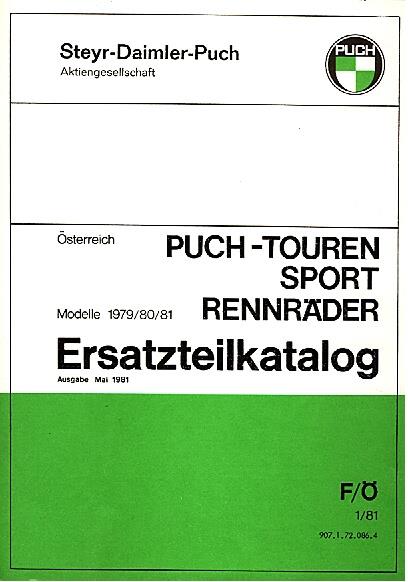 Steyr-Daimler-Puch
Aktiengesellschaft
PUCH
Österreich
PUCH-TOUREN
SPORT
Modelle 1979/80/81
RENNRÄDER
Ersatzteilkatalog
Ausgabe Mai 1981
F/Ö
1/81
907.1.72.086.4